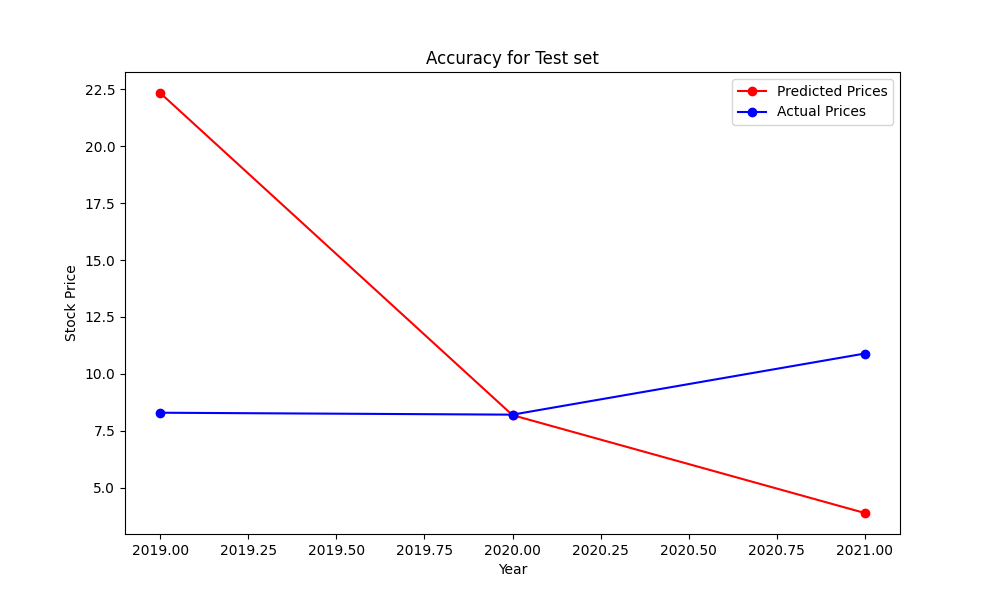 Accuracy for Test set
Predicted Prices
Actual Prices
22.5
20.0
17.5
15.0
12.5
10.0
7.5
5.0
Stock Price
2019.00 2019.25 2019.50 2019.75 2020.00 2020.25 2020.50 2020.75 2021.00
Year